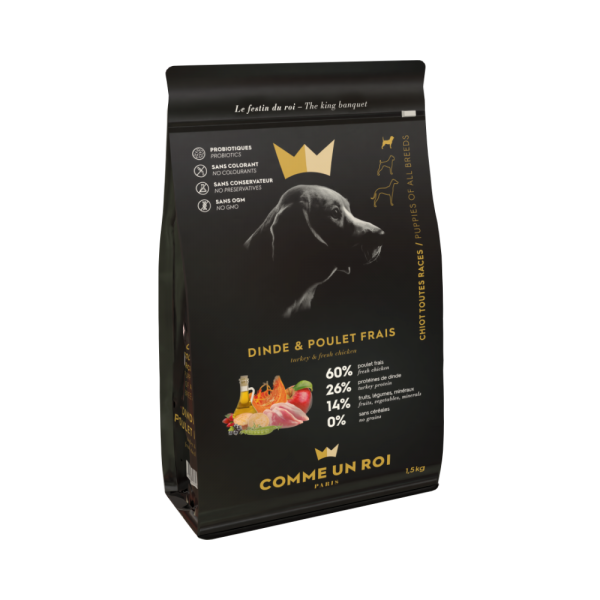 Le festin du roi – The king banquet
PROBIOTIQUES
PROBIOTICS
SANS COLORANT
NO COLOURANTS
SANS CONSERVATEUR
NO PRESERVATIVES
SANS OGM
NO GMO
CHIOT TOUTES RACES / PUPPIES OF ALL BREEDS
DINDE & POULET FRAIS
turkey & fresh chicken
60% poulet frais
fresh chicken
26% protéines de dinde
turkey protein
14% fruits, légumes, minéraux
fruits, vegetables, minerals
0% sans céréales
no grains
COMME UN ROI
PARIS
1,5 kg